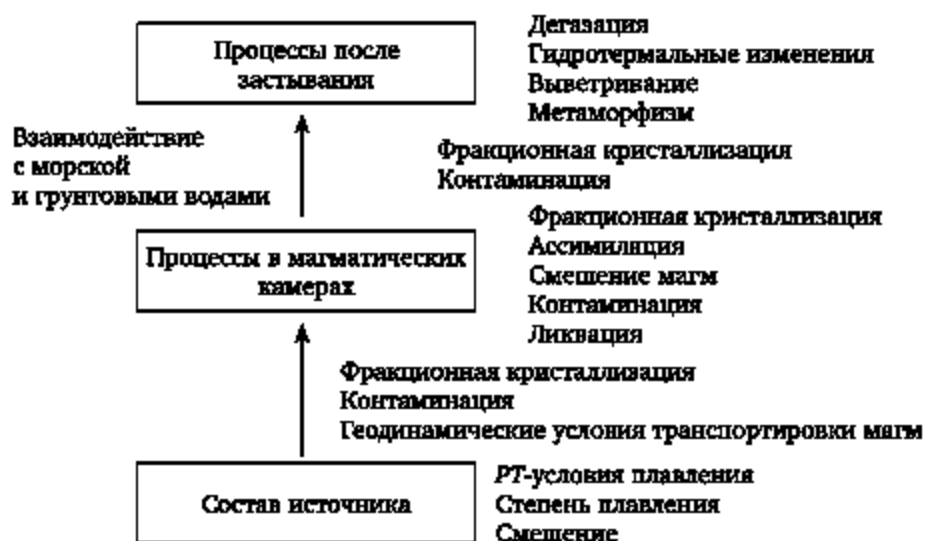 Процессы после
застывания
Дегазация
Гидротермальные изменения
Выветривание
Метаморфизм
Взаимодействие
с морской
и грунтовыми водами
Фракционная кристаллизация
Контаминация
Процессы в магматических
камерах
Фракционная кристаллизация
Ассимиляция
Смешение магм
Контаминация
Ликвация
Фракционная кристаллизация
Контаминация
Геодинамические условия транспортировки магм
Состав источника
PT-условия плавления
Степень плавления
Смешение